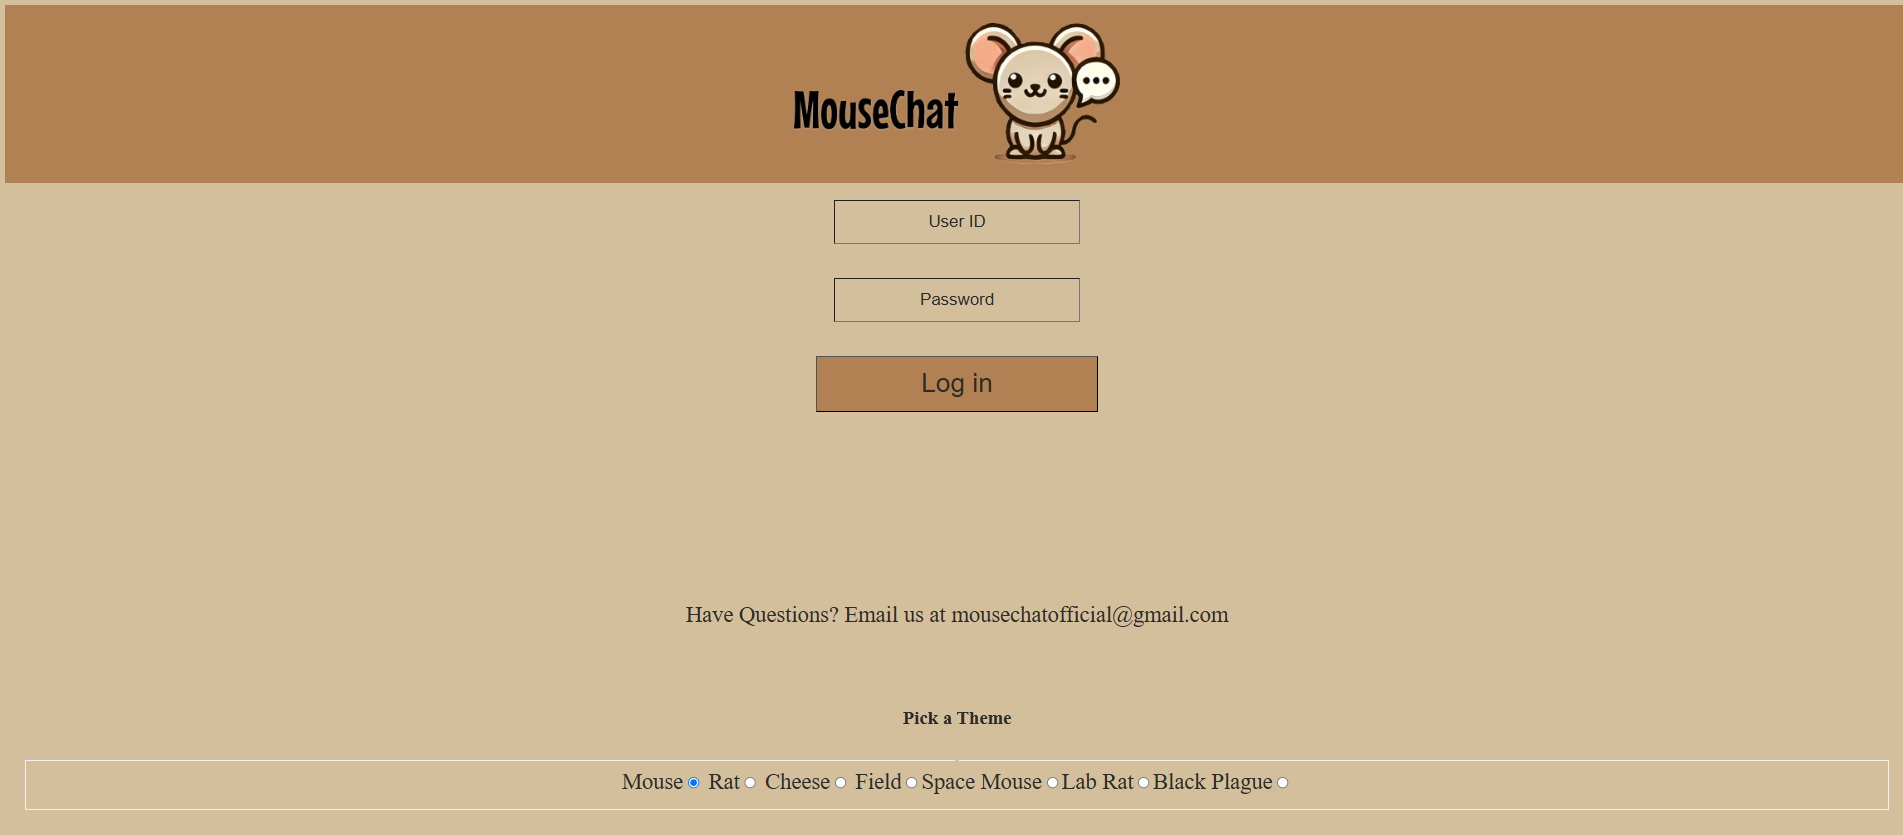 MouseChat
User ID
Password
Log in
Have Questions? Email us at mousechatofficial@gmail.com
Pick a Theme
Mouse Rat Cheese Field Space Mouse Lab Rat Black Plague